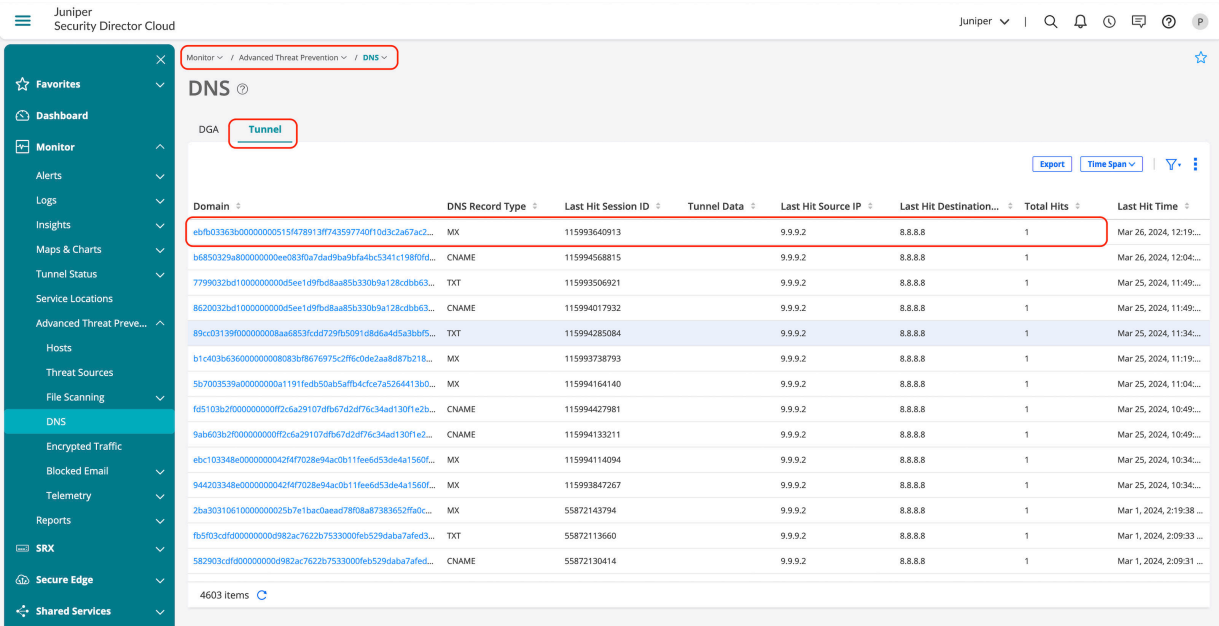 Juniper
Security Director Cloud
Juniper
P
Favorites
Dashboard
Monitor
Alerts
Logs
Insights
Maps & Charts
Tunnel Status
Service Locations
Advanced Threat Preve...
Hosts
Threat Sources
File Scanning
DNS
Encrypted Traffic
Blocked Email
Telemetry
Reports
SRX
Secure Edge
Shared Services
Monitor / Advanced Threat Prevention / DNS
DNS
DGA Tunnel
Export Time Span
Domain DNS Record Type Last Hit Session ID Tunnel Data Last Hit Source IP Last Hit Destination... Total Hits Last Hit Time
ebfb03363b00000000515f478913ff743597740f10d3c2a67ac2... MX 115993640913 9.9.9.2 8.8.8.8 1 Mar 26, 2024, 12:19:...
b6850329a800000000ee083f0a7dad9ba9bfa4bc5341c198f0fd... CNAME 115994568815 9.9.9.2 8.8.8.8 1 Mar 26, 2024, 12:04:...
7799032bd1000000000d5ee1d9fbd8aa85b330b9a128cdbb63... TXT 115993506921 9.9.9.2 8.8.8.8 1 Mar 25, 2024, 11:49:...
8620032bd1000000000d5ee1d9fbd8aa85b330b9a128cdbb63... CNAME 115994017932 9.9.9.2 8.8.8.8 1 Mar 25, 2024, 11:49:...
89cc03139f000000008aa6853fcdd729fb5091d8d6a4d5a3bbf5... TXT 115994285084 9.9.9.2 8.8.8.8 1 Mar 25, 2024, 11:34:...
b1c403b636000000008083bf8676975c2ff6c0de2aa8d87b218... MX 115993738793 9.9.9.2 8.8.8.8 1 Mar 25, 2024, 11:19:...
5b7003539a00000000a1191fedb50ab5affb4cfce7a5264413b0... MX 115994164140 9.9.9.2 8.8.8.8 1 Mar 25, 2024, 11:04:...
fd5103b2f000000000ff2c6a29107dfb67d2df76c34ad130f1e2b... CNAME 115994427981 9.9.9.2 8.8.8.8 1 Mar 25, 2024, 10:49:...
9ab603b2f000000000ff2c6a29107dfb67d2df76c34ad130f1e2... CNAME 115994133211 9.9.9.2 8.8.8.8 1 Mar 25, 2024, 10:49:...
ebc103348e0000000042f4f7028e94ac0b11fee6d53de4a1560f... MX 115994114094 9.9.9.2 8.8.8.8 1 Mar 25, 2024, 10:34:...
944203348e0000000042f4f7028e94ac0b11fee6d53de4a1560f... MX 115993847267 9.9.9.2 8.8.8.8 1 Mar 25, 2024, 10:34:...
2ba30310610000000025b7e1bac0aead78f08a87383652ffa0c... MX 55872143794 9.9.9.2 8.8.8.8 1 Mar 1, 2024, 2:19:38 ...
fb5f03cdfd00000000d982ac7622b7533000feb529daba7afed3... TXT 55872113660 9.9.9.2 8.8.8.8 1 Mar 1, 2024, 2:09:33 ...
582903cdfd00000000d982ac7622b7533000feb529daba7afed... CNAME 55872130414 9.9.9.2 8.8.8.8 1 Mar 1, 2024, 2:09:31 ...
4603 items